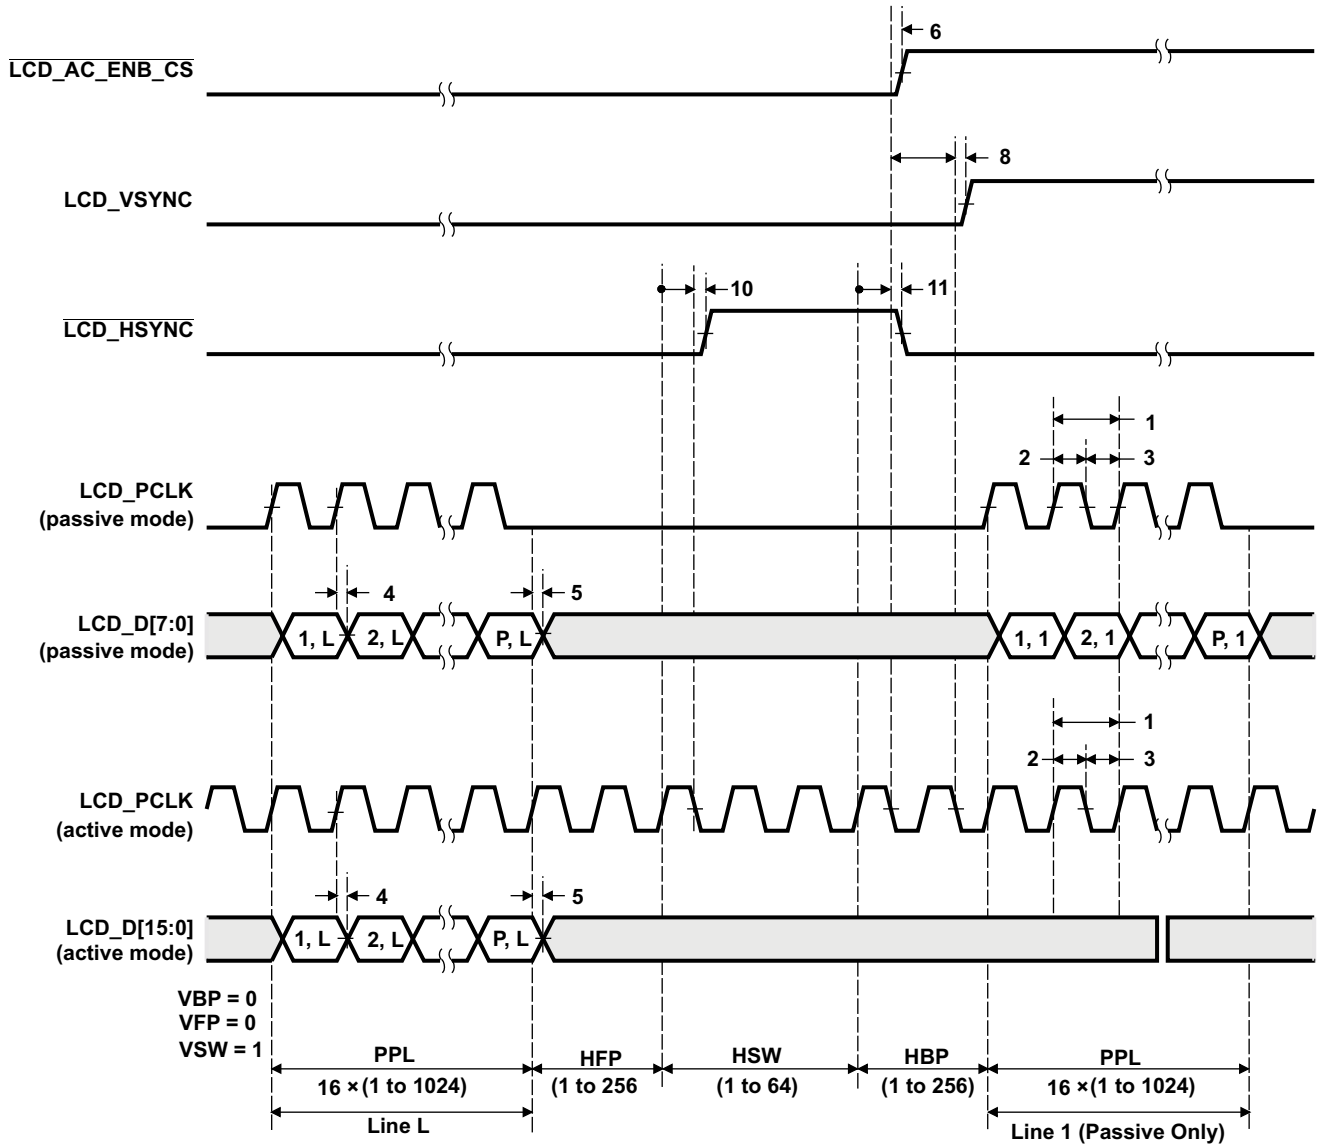 6
LCD_AC_ENB_CS
8
LCD_VSYNC
10
11
LCD_HSYNC
1
2
3
LCD_PCLK
(passive mode)
4
5
LCD_D[7:0]
(passive mode)
1, L
2, L
P, L
1, 1
2, 1
P, 1
1
2
3
LCD_PCLK
(active mode)
4
5
LCD_D[15:0]
(active mode)
1, L
2, L
P, L
VBP = 0
VFP = 0
VSW = 1
PPL
HFP
HSW
HBP
PPL
16 × (1 to 1024)
(1 to 256
(1 to 64)
(1 to 256)
16 × (1 to 1024)
Line L
Line 1 (Passive Only)